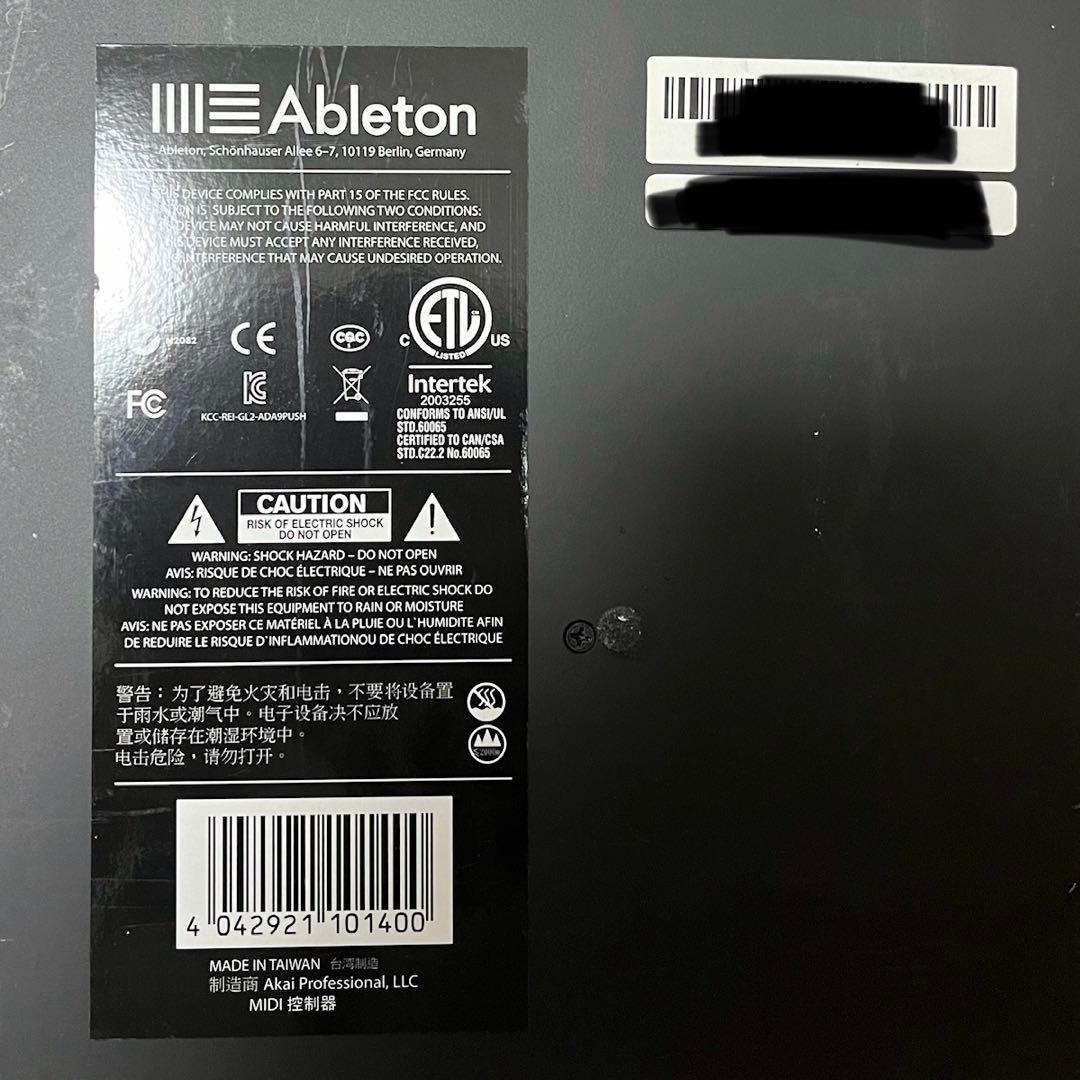 Ableton
Ableton, Schönhauser Allee 6–7, 10119 Berlin, Germany
DEVICE COMPLIES WITH PART 15 OF THE FCC RULES.
IS SUBJECT TO THE FOLLOWING TWO CONDITIONS:
DEVICE MAY NOT CAUSE HARMFUL INTERFERENCE, AND
DEVICE MUST ACCEPT ANY INTERFERENCE RECEIVED,
INTERFERENCE THAT MAY CAUSE UNDESIRED OPERATION.
N2082
CE
CQC
C ETL US
CM
LISTED
Intertek
2003255
CONFORMS TO ANSI/UL
STD.60065
CERTIFIED TO CAN/CSA
STD.C22.2 No.60065
FC
KC
KCC-REI-GL2-ADA9PUSH
CAUTION
RISK OF ELECTRIC SHOCK
DO NOT OPEN
WARNING: SHOCK HAZARD – DO NOT OPEN
AVIS: RISQUE DE CHOC ÉLECTRIQUE – NE PAS OUVRIR
WARNING: TO REDUCE THE RISK OF FIRE OR ELECTRIC SHOCK DO
NOT EXPOSE THIS EQUIPMENT TO RAIN OR MOISTURE
AVIS: NE PAS EXPOSER CE MATÉRIEL À LA PLUIE OU L`HUMIDITE AFIN
DE REDUIRE LE RISQUE D`INFLAMMATIONOU DE CHOC ÉLECTRIQUE
警告：为了避免火灾和电击，不要将设备置
于雨水或潮气中。电子设备决不应放
置或储存在潮湿环境中。
电击危险，请勿打开。
≤2000m
4 042921 101400
MADE IN TAIWAN 台湾制造
制造商 Akai Professional, LLC
MIDI 控制器